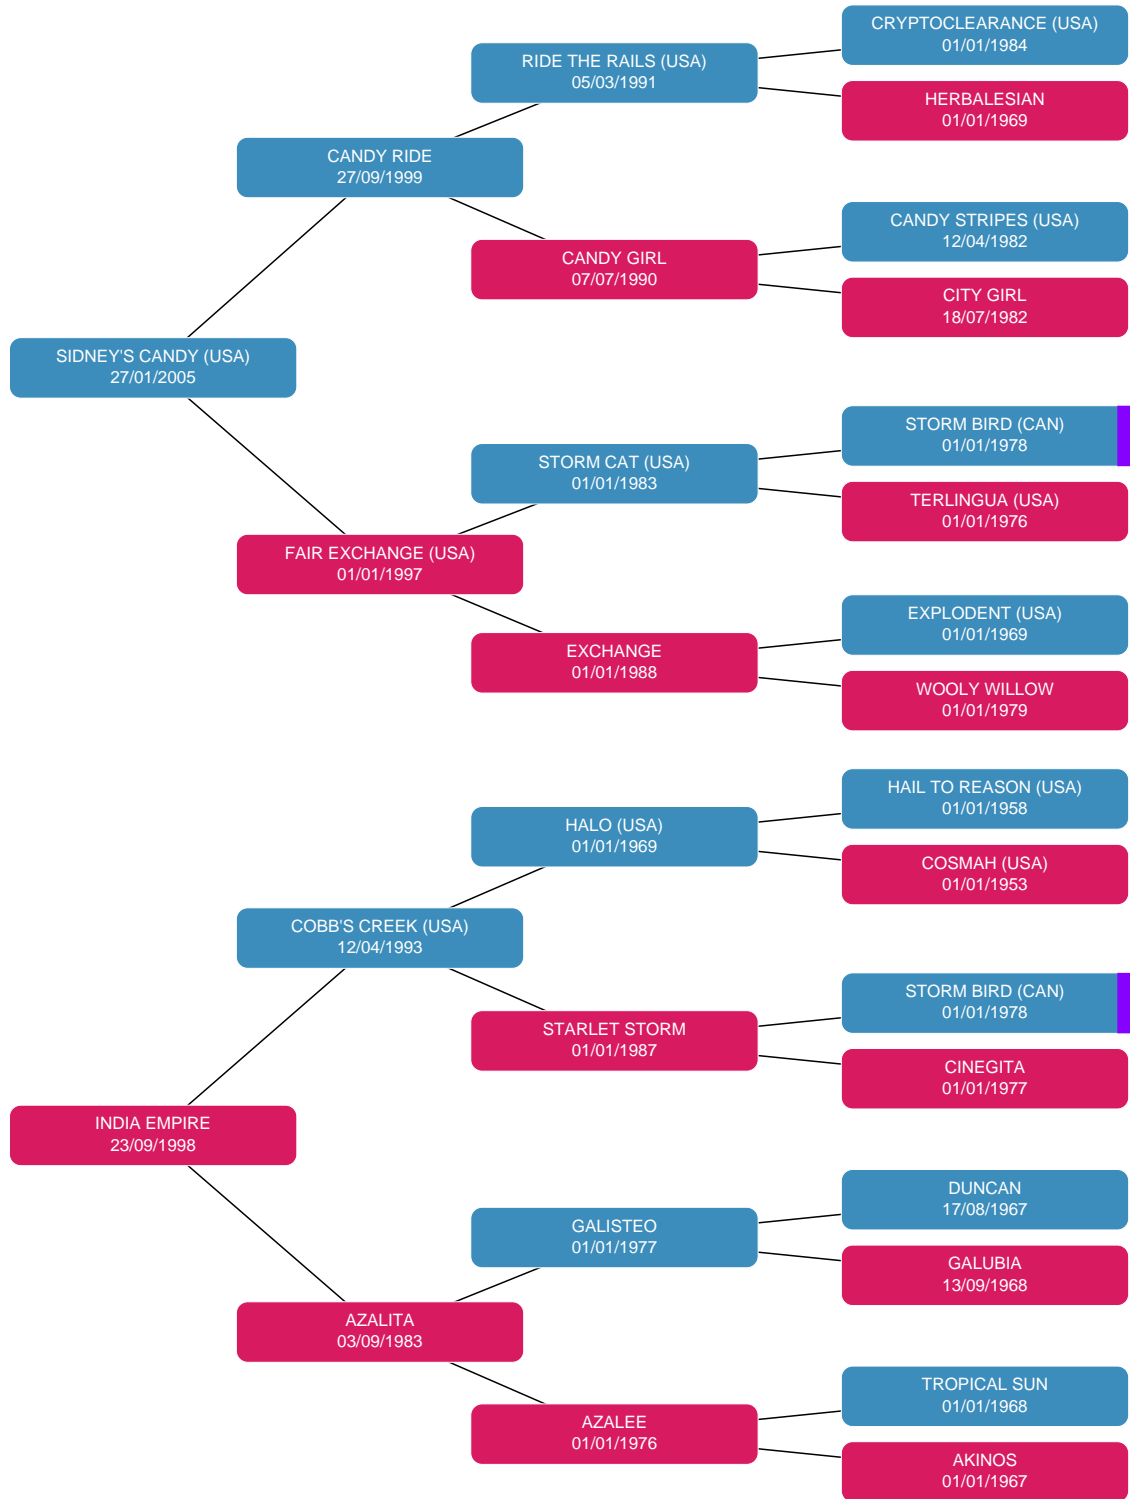 CRYPTOCLEARANCE (USA)
01/01/1984
RIDE THE RAILS (USA)
05/03/1991
HERBALESIAN
01/01/1969
CANDY RIDE
27/09/1999
CANDY STRIPES (USA)
12/04/1982
CANDY GIRL
07/07/1990
CITY GIRL
18/07/1982
SIDNEY'S CANDY (USA)
27/01/2005
STORM BIRD (CAN)
01/01/1978
STORM CAT (USA)
01/01/1983
TERLINGUA (USA)
01/01/1976
FAIR EXCHANGE (USA)
01/01/1997
EXPLODENT (USA)
01/01/1969
EXCHANGE
01/01/1988
WOOLY WILLOW
01/01/1979
HAIL TO REASON (USA)
01/01/1958
HALO (USA)
01/01/1969
COSMAH (USA)
01/01/1953
COBB'S CREEK (USA)
12/04/1993
STORM BIRD (CAN)
01/01/1978
STARLET STORM
01/01/1987
CINEGITA
01/01/1977
INDIA EMPIRE
23/09/1998
DUNCAN
17/08/1967
GALISTEO
01/01/1977
GALUBIA
13/09/1968
AZALITA
03/09/1983
TROPICAL SUN
01/01/1968
AZALEE
01/01/1976
AKINOS
01/01/1967